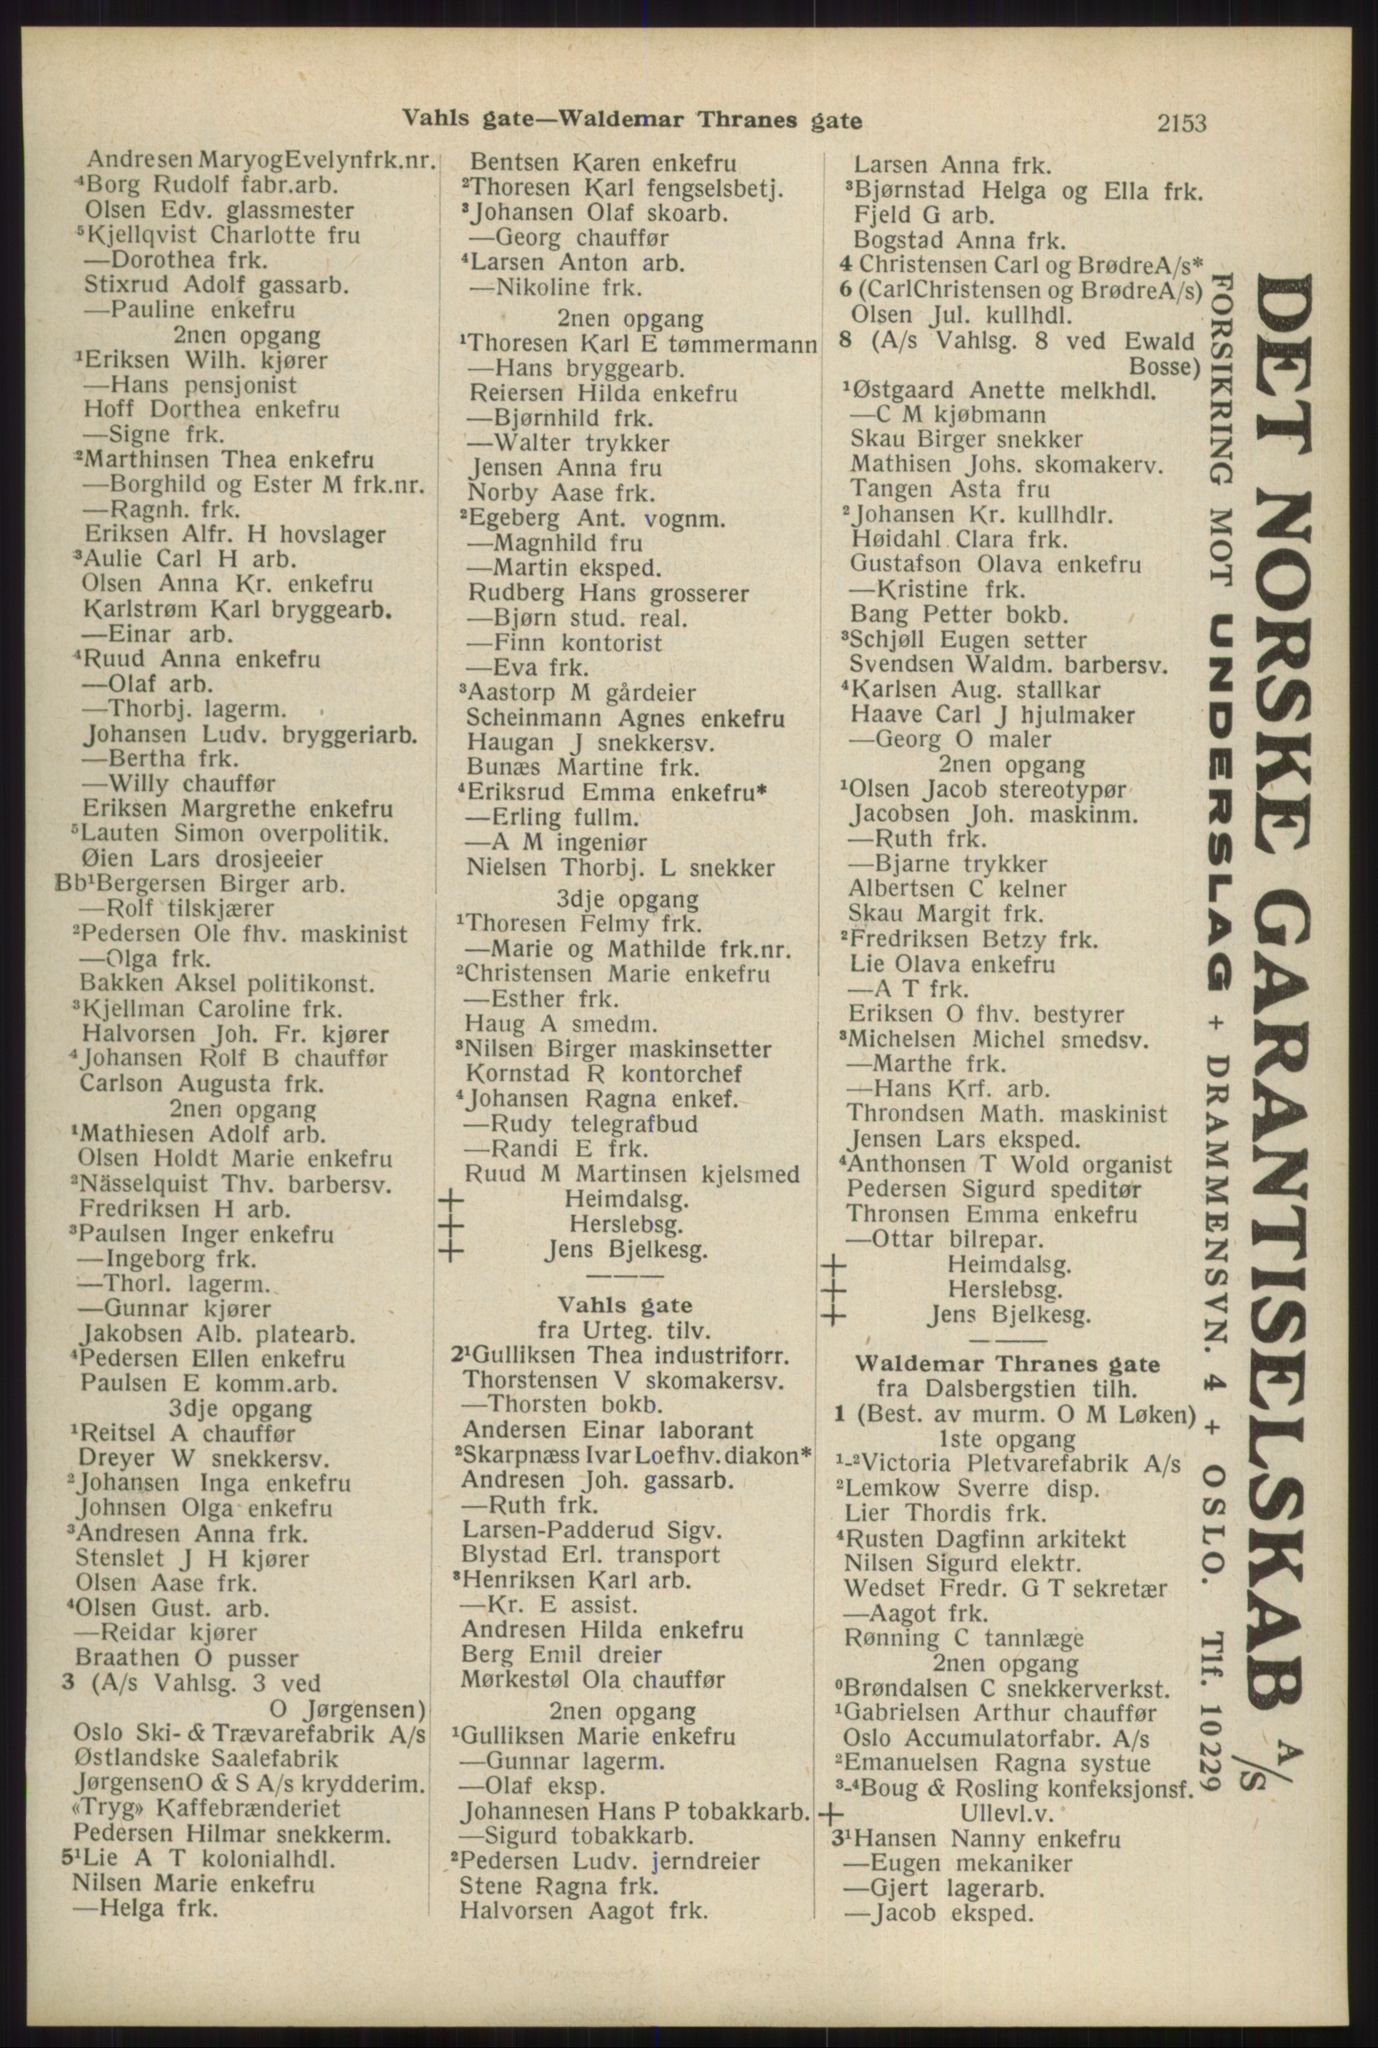 Vahls gate—Waldemar Thranes gate
2153
Andresen MaryogEvelynfrk.nr.
⁴Borg Rudolf fabr.arb.
Olsen Edv. glassmester
⁵Kjellqvist Charlotte fru
—Dorothea frk.
Stixrud Adolf gassarb.
—Pauline enkefru
2nen opgang
¹Eriksen Wilh. kjører
—Hans pensjonist
Hoff Dorthea enkefru
—Signe frk.
²Marthinsen Thea enkefru
—Borghild og Ester M frk.nr.
—Ragnh. frk.
Eriksen Alfr. H hovslager
³Aulie Carl H arb.
Olsen Anna Kr. enkefru
Karlstrøm Karl bryggearb.
—Einar arb.
⁴Ruud Anna enkefru
—Olaf arb.
—Thorbj. lagerm.
Johansen Ludv. bryggeriarb.
—Bertha frk.
—Willy chauffør
Eriksen Margrethe enkefru
⁵Lauten Simon overpolitik.
Øien Lars drosjeeier
Bb¹Bergersen Birger arb.
—Rolf tilskjærer
²Pedersen Ole fhv. maskinist
—Olga frk.
Bakken Aksel politikonst.
³Kjellman Caroline frk.
Halvorsen Joh. Fr. kjører
⁴Johansen Rolf B chauffør
Carlson Augusta frk.
2nen opgang
¹Mathiesen Adolf arb.
Olsen Holdt Marie enkefru
²Nässelquist Thv. barbersv.
Fredriksen H arb.
³Paulsen Inger enkefru
—Ingeborg frk.
—Thorl. lagerm.
—Gunnar kjører
Jakobsen Alb. platearb.
⁴Pedersen Ellen enkefru
Paulsen E komm.arb.
3dje opgang
¹Reitsel A chauffør
Dreyer W snekkersv.
²Johansen Inga enkefru
Johnsen Olga enkefru
³Andresen Anna frk.
Stenslet J H kjører
Olsen Aase frk.
⁴Olsen Gust. arb.
—Reidar kjører
Braathen O pusser
3 (A/s Vahlsg. 3 ved
O Jørgensen)
Oslo Ski- & Trævarefabrik A/s
Østlandske Saalefabrik
JørgensenO & S A/s krydderim.
«Tryg» Kaffebrænderiet
Pedersen Hilmar snekkerm.
5¹Lie A T kolonialhdl.
Nilsen Marie enkefru
—Helga frk.
Bentsen Karen enkefru
²Thoresen Karl fengselsbetj.
³Johansen Olaf skoarb.
—Georg chauffør
⁴Larsen Anton arb.
—Nikoline frk.
2nen opgang
¹Thoresen Karl E tømmermann
—Hans bryggearb.
Reiersen Hilda enkefru
—Bjørnhild frk.
—Walter trykker
Jensen Anna fru
Norby Aase frk.
²Egeberg Ant. vognm.
—Magnhild fru
—Martin eksped.
Rudberg Hans grosserer
—Bjørn stud. real.
—Finn kontorist
—Eva frk.
³Aastorp M gårdeier
Scheinmann Agnes enkefru
Haugan J snekkersv.
Bunæs Martine frk.
⁴Eriksrud Emma enkefru*
—Erling fullm.
—A M ingeniør
Nielsen Thorbj. L snekker
3dje opgang
¹Thoresen Felmy frk.
—Marie og Mathilde frk.nr.
²Christensen Marie enkefru
—Esther frk.
Haug A smedm.
³Nilsen Birger maskinsetter
Kornstad R kontorchef
⁴Johansen Ragna enkef.
—Rudy telegrafbud
—Randi E frk.
Ruud M Martinsen kjelsmed
+ Heimdalsg.
+ Herslebsg.
+ Jens Bjelkesg.
———
Vahls gate
fra Urteg. tilv.
2¹Gulliksen Thea industriforr.
Thorstensen V skomakersv.
—Thorsten bokb.
Andersen Einar laborant
²Skarpnæss Ivar Loefhv. diakon*
Andresen Joh. gassarb.
—Ruth frk.
Larsen-Padderud Sigv.
Blystad Erl. transport
³Henriksen Karl arb.
—Kr. E assist.
Andresen Hilda enkefru
Berg Emil dreier
Mørkestøl Ola chauffør
2nen opgang
¹Gulliksen Marie enkefru
—Gunnar lagerm.
—Olaf eksp.
Johannesen Hans P tobakkarb.
—Sigurd tobakkarb.
²Pedersen Ludv. jerndreier
Stene Ragna frk.
Halvorsen Aagot frk.
Larsen Anna frk.
³Bjørnstad Helga og Ella frk.
Fjeld G arb.
Bogstad Anna frk.
4 Christensen Carl og BrødreA/s*
6 (CarlChristensen og BrødreA/s)
Olsen Jul. kullhdl.
8 (A/s Vahlsg. 8 ved Ewald
Bosse)
¹Østgaard Anette melkhdl.
—C M kjøbmann
Skau Birger snekker
Mathisen Johs. skomakerv.
Tangen Asta fru
²Johansen Kr. kullhdlr.
Høidahl Clara frk.
Gustafson Olava enkefru
—Kristine frk.
Bang Petter bokb.
³Schjøll Eugen setter
Svendsen Waldm. barbersv.
⁴Karlsen Aug. stallkar
Haave Carl J hjulmaker
—Georg O maler
2nen opgang
¹Olsen Jacob stereotypør
Jacobsen Joh. maskinm.
—Ruth frk.
—Bjarne trykker
Albertsen C kelner
Skau Margit frk.
²Fredriksen Betzy frk.
Lie Olava enkefru
—A T frk.
Eriksen O fhv. bestyrer
³Michelsen Michel smedsv.
—Marthe frk.
—Hans Krf. arb.
Throndsen Math. maskinist
Jensen Lars eksped.
⁴Anthonsen T Wold organist
Pedersen Sigurd speditør
Thronsen Emma enkefru
—Ottar bilrepar.
+ Heimdalsg.
+ Herslebsg.
+ Jens Bjelkesg.
———
Waldemar Thranes gate
fra Dalsbergstien tilh.
1 (Best. av murm. O M Løken)
1ste opgang
¹-²Victoria Pletvarefabrik A/s
²Lemkow Sverre disp.
Lier Thordis frk.
⁴Rusten Dagfinn arkitekt
Nilsen Sigurd elektr.
Wedset Fredr. G T sekretær
—Aagot frk.
Rønning C tannlæge
2nen opgang
⁰Brøndalsen C snekkerverkst.
¹Gabrielsen Arthur chauffør
Oslo Accumulatorfabr. A/s
²Emanuelsen Ragna systue
³-⁴Boug & Rosling konfeksjonsf.
+ Ullevl.v.
3¹Hansen Nanny enkefru
—Eugen mekaniker
—Gjert lagerarb.
—Jacob eksped.
DET NORSKE GARANTISELSKAB A/S
FORSIKRING MOT UNDERSLAG + DRAMMENSVN. 4 + OSLO. Tlf. 10229